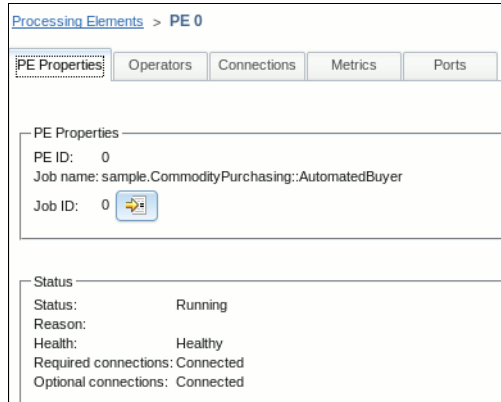 Processing Elements > PE 0
PE Properties Operators Connections Metrics Ports
PE Properties
PE ID: 0
Job name: sample.CommodityPurchasing::AutomatedBuyer
Job ID: 0
Status
Status: Running
Reason:
Health: Healthy
Required connections: Connected
Optional connections: Connected